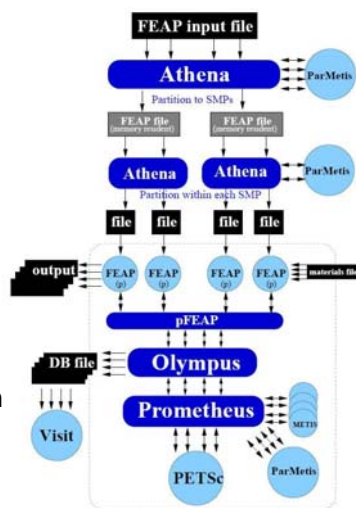 FEAP input file
Athena
ParMetis
Partition to SMPs
FEAP file
(memory resident)
FEAP file
(memory resident)
Athena
Athena
ParMetis
Partition within each SMP
file
file
file
file
output
FEAP
(p)
FEAP
(p)
FEAP
(p)
FEAP
(p)
materials file
pFEAP
DB file
Olympus
Prometheus
METIS
Visit
ParMetis
PETSc